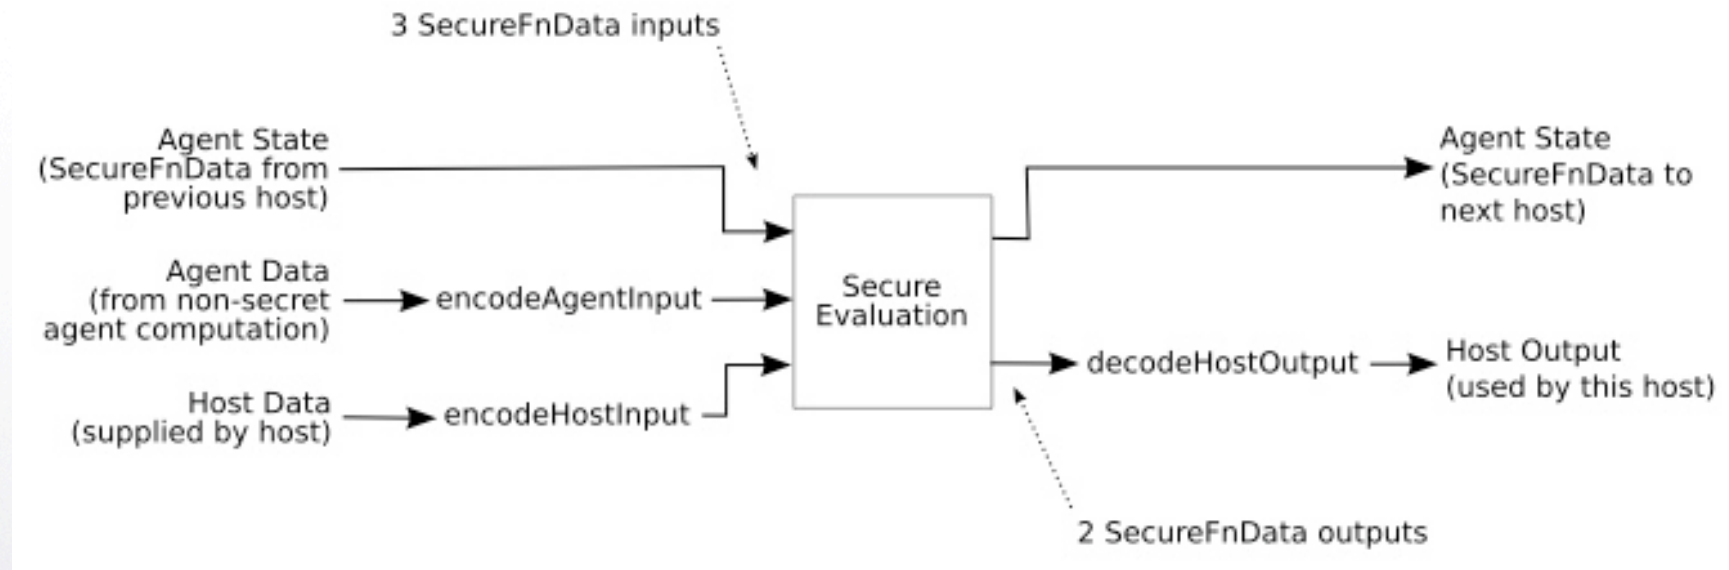 3 SecureFnData inputs
Agent State
(SecureFnData from
previous host)
Agent Data
(from non-secret
agent computation)
encodeAgentInput
Host Data
(supplied by host)
encodeHostInput
Secure
Evaluation
Agent State
(SecureFnData to
next host)
decodeHostOutput
Host Output
(used by this host)
2 SecureFnData outputs